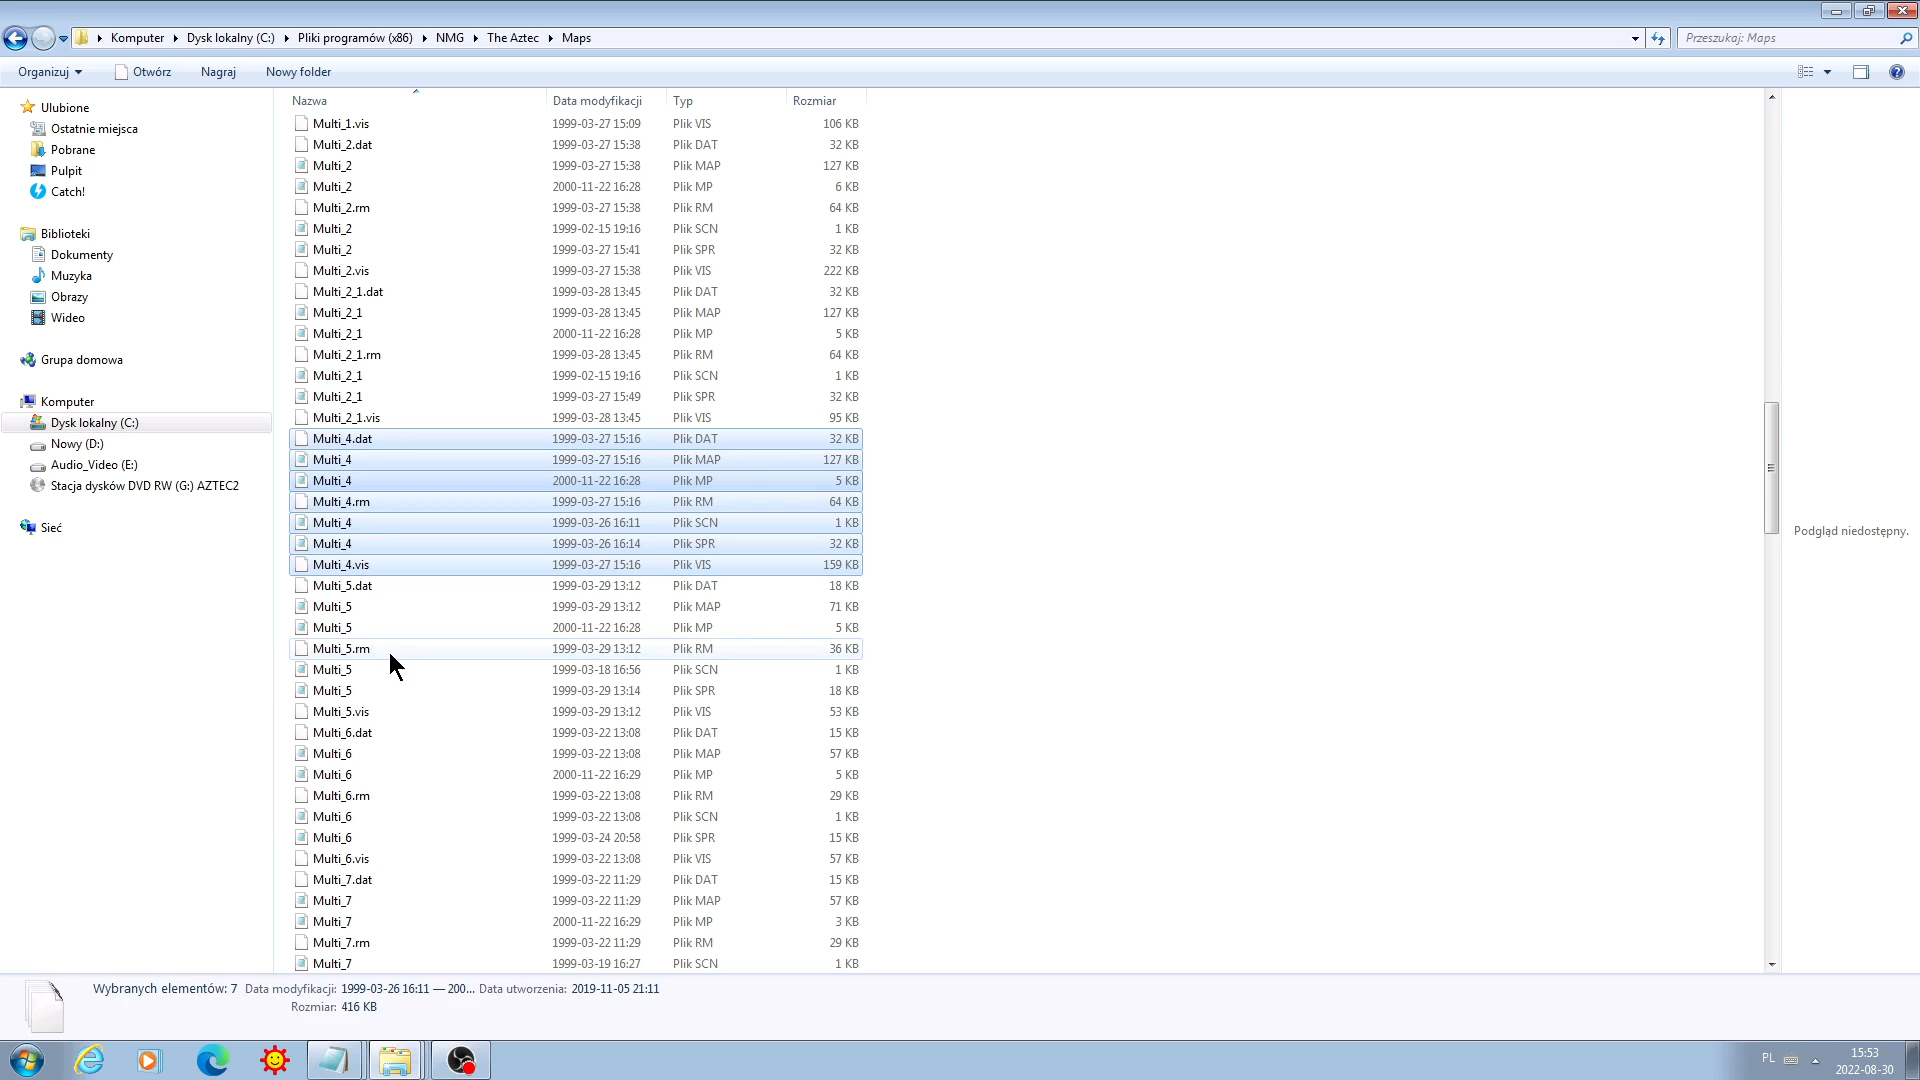 Komputer Dysk lokalny (C:) Pliki programów (x86) NMG The Aztec Maps
Przeszukaj: Maps
Organizuj Otwórz Nagraj Nowy folder
Ulubione
Ostatnie miejsca
Pobrane
Pulpit
Catch!
Biblioteki
Dokumenty
Muzyka
Obrazy
Wideo
Grupa domowa
Komputer
Dysk lokalny (C:)
Nowy (D:)
Audio_Video (E:)
Stacja dysków DVD RW (G:) AZTEC2
Sieć
Nazwa Data modyfikacji Typ Rozmiar
Multi_1.vis 1999-03-27 15:09 Plik VIS 106 KB
Multi_2.dat 1999-03-27 15:38 Plik DAT 32 KB
Multi_2 1999-03-27 15:38 Plik MAP 127 KB
Multi_2 2000-11-22 16:28 Plik MP 6 KB
Multi_2.rm 1999-03-27 15:38 Plik RM 64 KB
Multi_2 1999-02-15 19:16 Plik SCN 1 KB
Multi_2 1999-03-27 15:41 Plik SPR 32 KB
Multi_2.vis 1999-03-27 15:38 Plik VIS 222 KB
Multi_2_1.dat 1999-03-28 13:45 Plik DAT 32 KB
Multi_2_1 1999-03-28 13:45 Plik MAP 127 KB
Multi_2_1 2000-11-22 16:28 Plik MP 5 KB
Multi_2_1.rm 1999-03-28 13:45 Plik RM 64 KB
Multi_2_1 1999-02-15 19:16 Plik SCN 1 KB
Multi_2_1 1999-03-27 15:49 Plik SPR 32 KB
Multi_2_1.vis 1999-03-28 13:45 Plik VIS 95 KB
Multi_4.dat 1999-03-27 15:16 Plik DAT 32 KB
Multi_4 1999-03-27 15:16 Plik MAP 127 KB
Multi_4 2000-11-22 16:28 Plik MP 5 KB
Multi_4.rm 1999-03-27 15:16 Plik RM 64 KB
Multi_4 1999-03-26 16:11 Plik SCN 1 KB
Multi_4 1999-03-26 16:14 Plik SPR 32 KB
Multi_4.vis 1999-03-27 15:16 Plik VIS 159 KB
Multi_5.dat 1999-03-29 13:12 Plik DAT 18 KB
Multi_5 1999-03-29 13:12 Plik MAP 71 KB
Multi_5 2000-11-22 16:28 Plik MP 5 KB
Multi_5.rm 1999-03-29 13:12 Plik RM 36 KB
Multi_5 1999-03-18 16:56 Plik SCN 1 KB
Multi_5 1999-03-29 13:14 Plik SPR 18 KB
Multi_5.vis 1999-03-29 13:12 Plik VIS 53 KB
Multi_6.dat 1999-03-22 13:08 Plik DAT 15 KB
Multi_6 1999-03-22 13:08 Plik MAP 57 KB
Multi_6 2000-11-22 16:29 Plik MP 5 KB
Multi_6.rm 1999-03-22 13:08 Plik RM 29 KB
Multi_6 1999-03-22 13:08 Plik SCN 1 KB
Multi_6 1999-03-24 20:58 Plik SPR 15 KB
Multi_6.vis 1999-03-22 13:08 Plik VIS 57 KB
Multi_7.dat 1999-03-22 11:29 Plik DAT 15 KB
Multi_7 1999-03-22 11:29 Plik MAP 57 KB
Multi_7 2000-11-22 16:29 Plik MP 3 KB
Multi_7.rm 1999-03-22 11:29 Plik RM 29 KB
Multi_7 1999-03-19 16:27 Plik SCN 1 KB
Podgląd niedostępny.
Wybranych elementów: 7 Data modyfikacji: 1999-03-26 16:11 — 200... Data utworzenia: 2019-11-05 21:11
Rozmiar: 416 KB
PL
15:53
2022-08-30